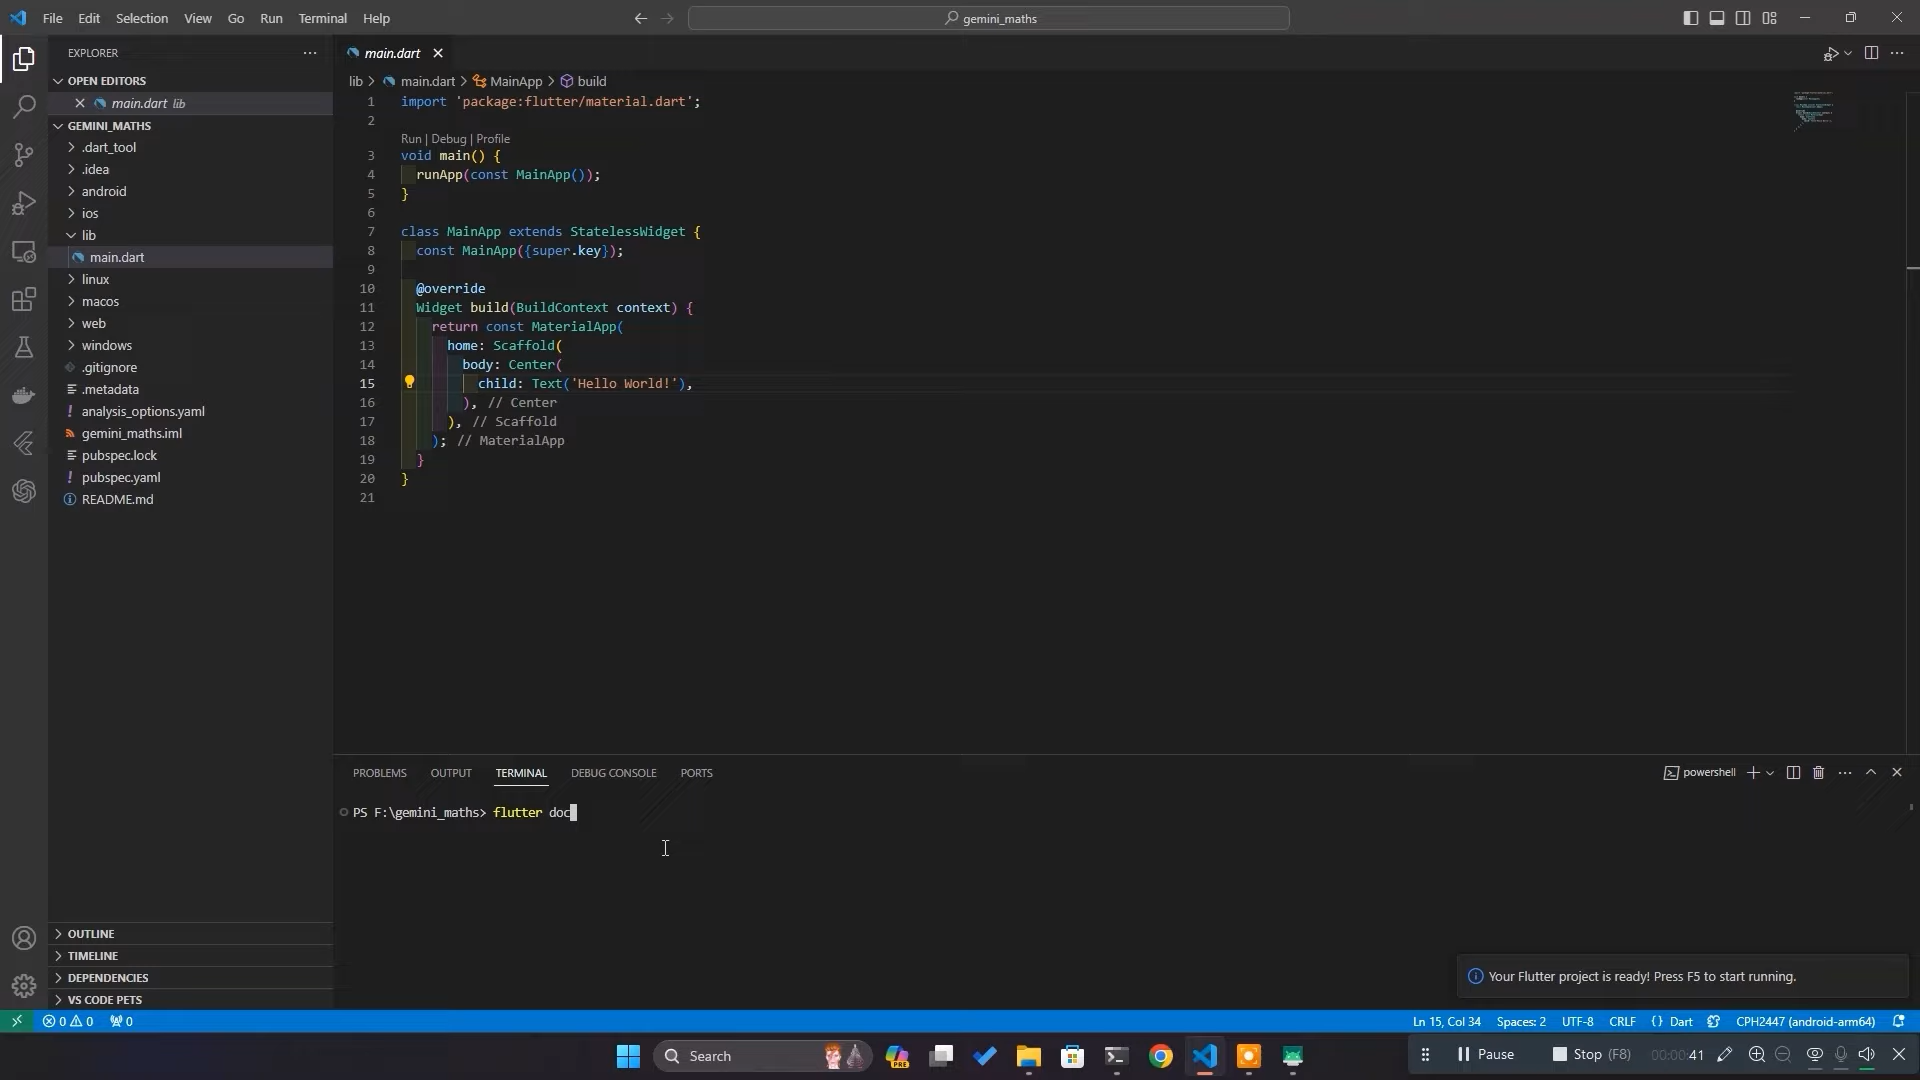 File Edit Selection View Go Run Terminal Help
gemini_maths
EXPLORER
OPEN EDITORS
main.dart lib
GEMINI_MATHS
.dart_tool
.idea
android
ios
lib
main.dart
linux
macos
web
windows
.gitignore
.metadata
analysis_options.yaml
gemini_maths.iml
pubspec.lock
pubspec.yaml
README.md
OUTLINE
TIMELINE
DEPENDENCIES
VS CODE PETS
main.dart
lib > main.dart > MainApp > build
1 import 'package:flutter/material.dart';
2
Run | Debug | Profile
3 void main() {
4 runApp(const MainApp());
5 }
6
7 class MainApp extends StatelessWidget {
8 const MainApp({super.key});
9
10 @override
11 Widget build(BuildContext context) {
12 return const MaterialApp(
13 home: Scaffold(
14 body: Center(
15 child: Text('Hello World!'),
16 ), // Center
17 ), // Scaffold
18 ); // MaterialApp
19 }
20 }
21
PROBLEMS OUTPUT TERMINAL DEBUG CONSOLE PORTS
powershell
PS F:\gemini_maths> flutter doc
Your Flutter project is ready! Press F5 to start running.
0 0 0
Ln 15, Col 34 Spaces: 2 UTF-8 CRLF {} Dart CPH2447 (android-arm64)
Search
PRE
Pause Stop (F8) 00:00:41